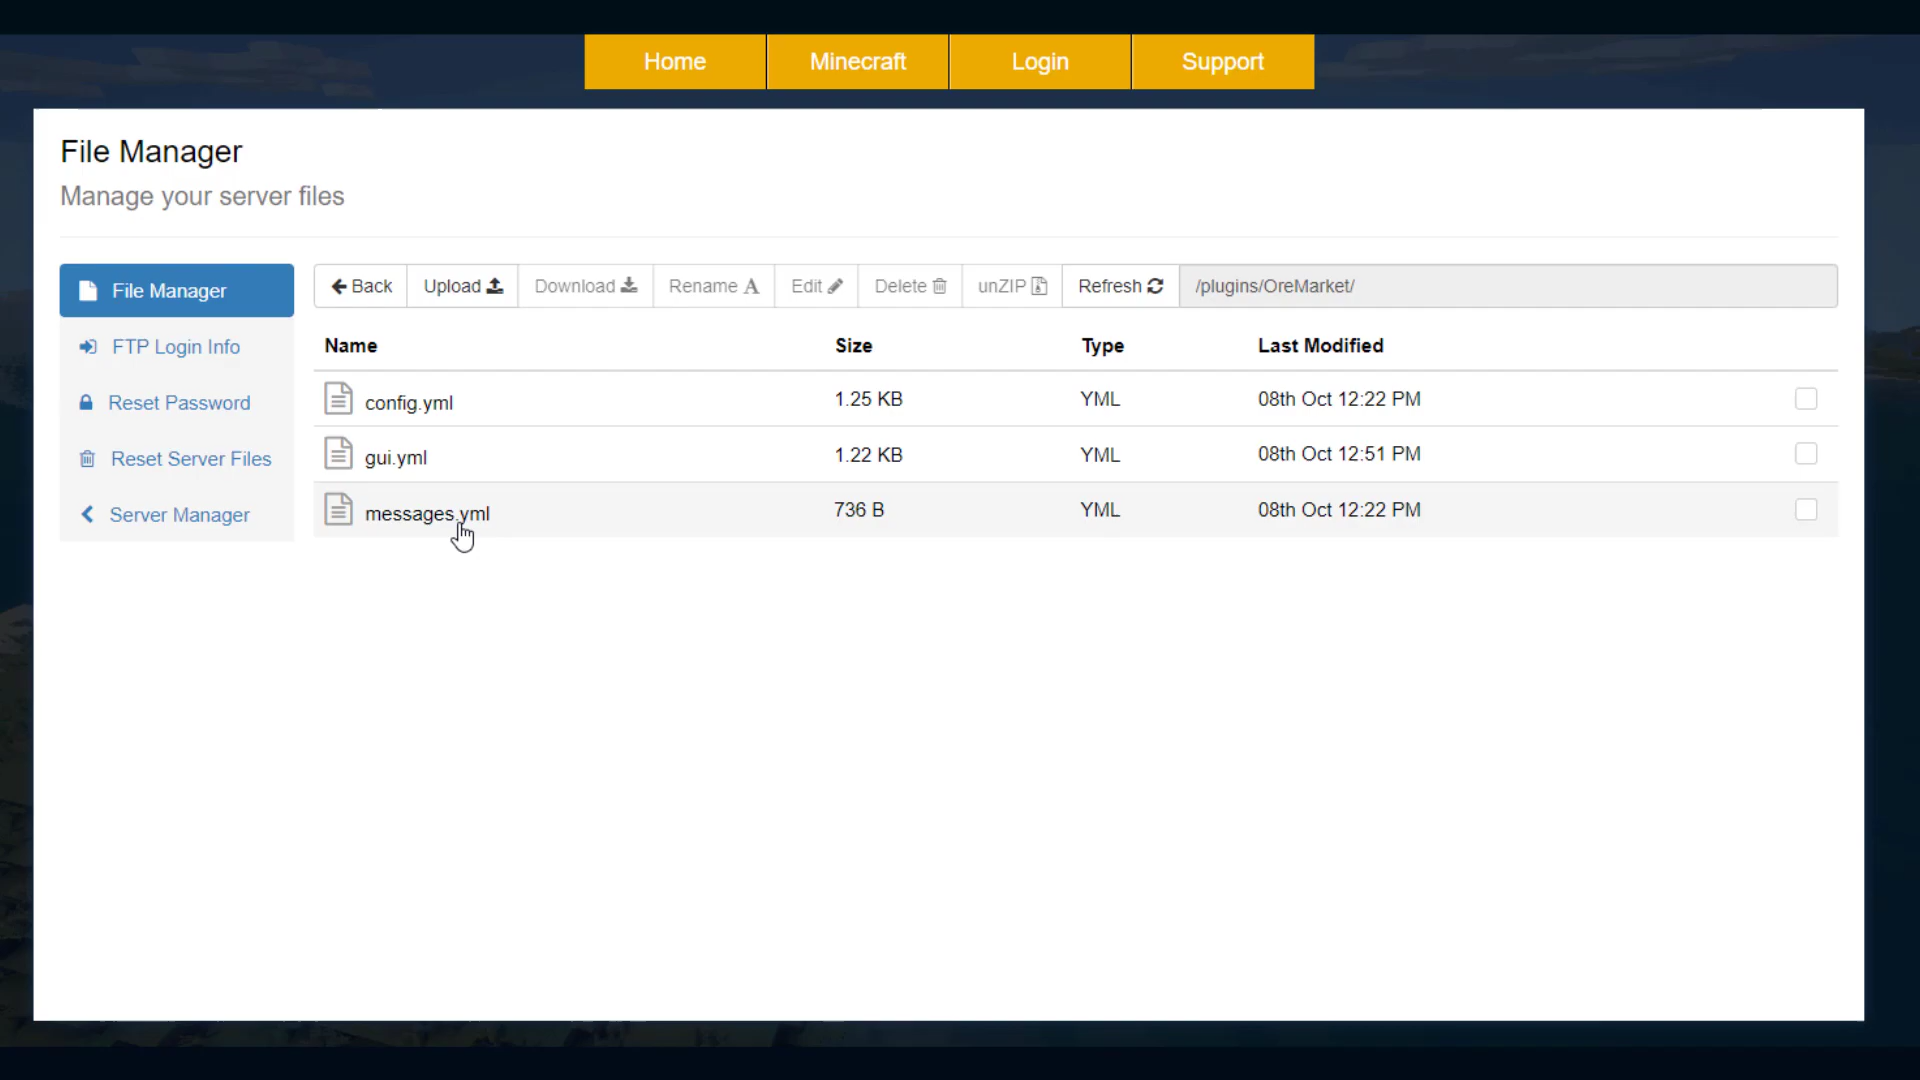 Home Minecraft Login Support
File Manager
Manage your server files
File Manager
FTP Login Info
Reset Password
Reset Server Files
Server Manager
Back Upload Download Rename Edit Delete unZIP Refresh /plugins/OreMarket/
Name Size Type Last Modified
config.yml 1.25 KB YML 08th Oct 12:22 PM
gui.yml 1.22 KB YML 08th Oct 12:51 PM
messages.yml 736 B YML 08th Oct 12:22 PM